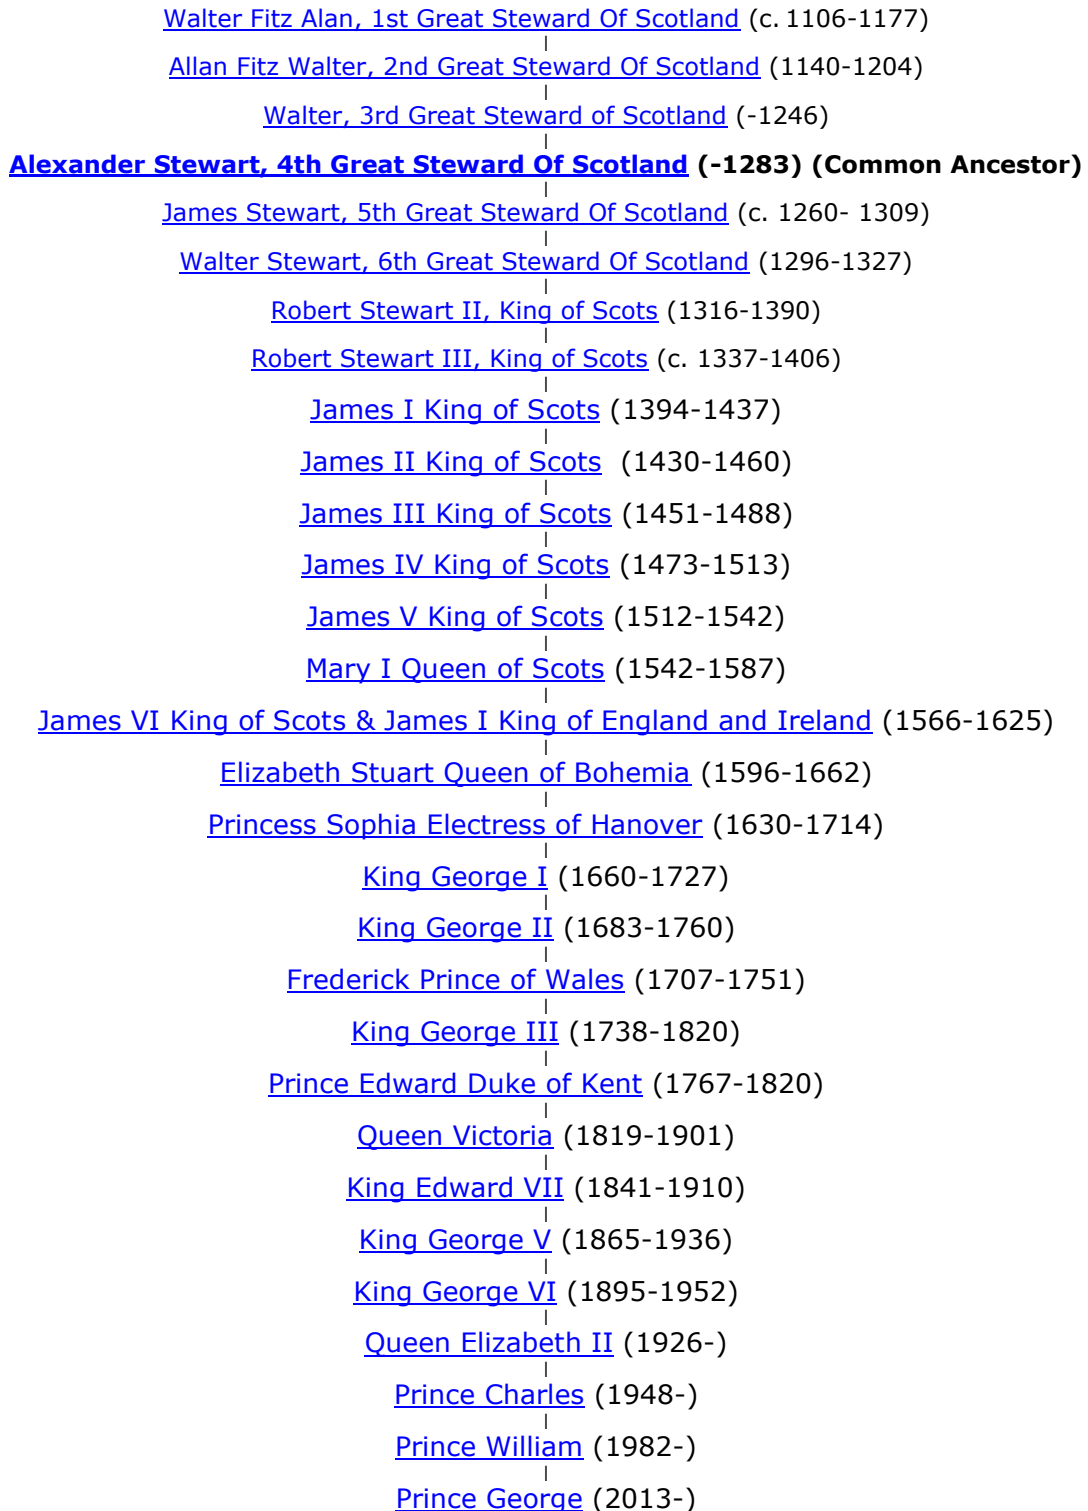 Walter Fitz Alan, 1st Great Steward Of Scotland (c. 1106-1177)
|
Allan Fitz Walter, 2nd Great Steward Of Scotland (1140-1204)
|
Walter, 3rd Great Steward of Scotland (-1246)
|
Alexander Stewart, 4th Great Steward Of Scotland (-1283) (Common Ancestor)
|
James Stewart, 5th Great Steward Of Scotland (c. 1260- 1309)
|
Walter Stewart, 6th Great Steward Of Scotland (1296-1327)
|
Robert Stewart II, King of Scots (1316-1390)
|
Robert Stewart III, King of Scots (c. 1337-1406)
|
James I King of Scots (1394-1437)
|
James II King of Scots (1430-1460)
|
James III King of Scots (1451-1488)
|
James IV King of Scots (1473-1513)
|
James V King of Scots (1512-1542)
|
Mary I Queen of Scots (1542-1587)
|
James VI King of Scots & James I King of England and Ireland (1566-1625)
|
Elizabeth Stuart Queen of Bohemia (1596-1662)
|
Princess Sophia Electress of Hanover (1630-1714)
|
King George I (1660-1727)
|
King George II (1683-1760)
|
Frederick Prince of Wales (1707-1751)
|
King George III (1738-1820)
|
Prince Edward Duke of Kent (1767-1820)
|
Queen Victoria (1819-1901)
|
King Edward VII (1841-1910)
|
King George V (1865-1936)
|
King George VI (1895-1952)
|
Queen Elizabeth II (1926-)
|
Prince Charles (1948-)
|
Prince William (1982-)
|
Prince George (2013-)